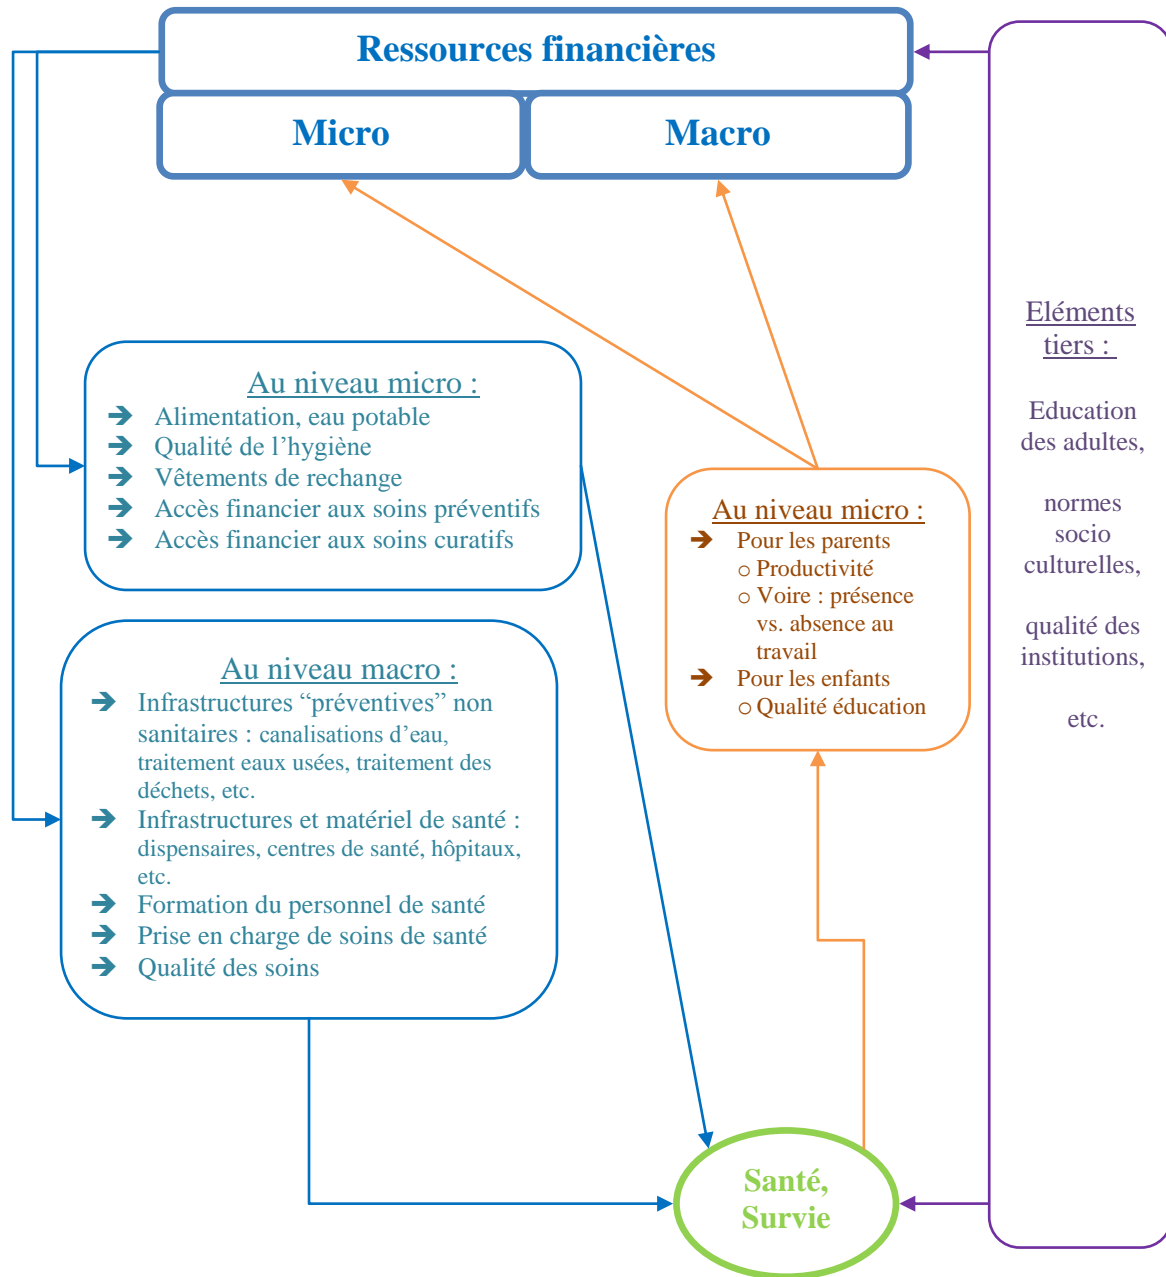 Ressources financières
Micro
Macro
Au niveau micro :
➔ Alimentation, eau potable
➔ Qualité de l’hygiène
➔ Vêtements de rechange
➔ Accès financier aux soins préventifs
➔ Accès financier aux soins curatifs
Au niveau macro :
➔ Infrastructures “préventives” non
sanitaires : canalisations d’eau,
traitement eaux usées, traitement des
déchets, etc.
➔ Infrastructures et matériel de santé :
dispensaires, centres de santé, hôpitaux,
etc.
➔ Formation du personnel de santé
➔ Prise en charge de soins de santé
➔ Qualité des soins
Au niveau micro :
➔ Pour les parents
o Productivité
o Voire : présence
vs. absence au
travail
➔ Pour les enfants
o Qualité éducation
Eléments
tiers :
Education
des adultes,
normes
socio
culturelles,
qualité des
institutions,
etc.
Santé,
Survie